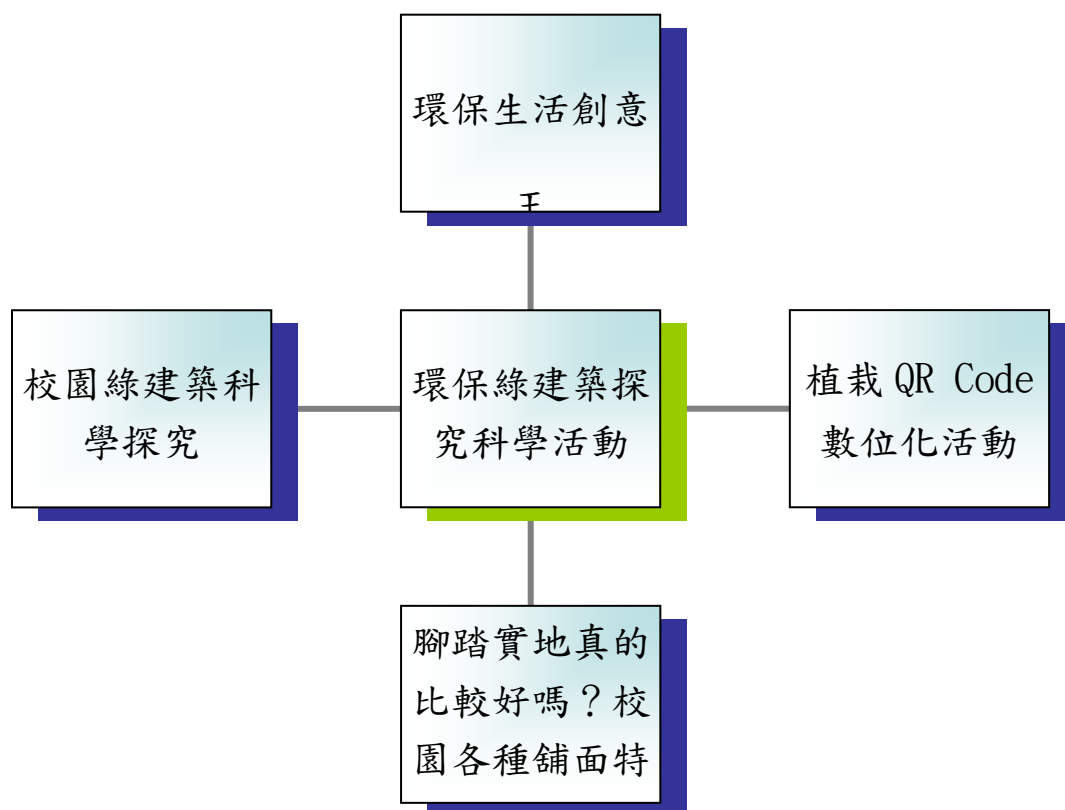 環保生活創意
校園綠建築科
學探究
環保綠建築探
究科學活動
植栽 QR Code
數位化活動
腳踏實地真的
比較好嗎？校
園各種舖面特